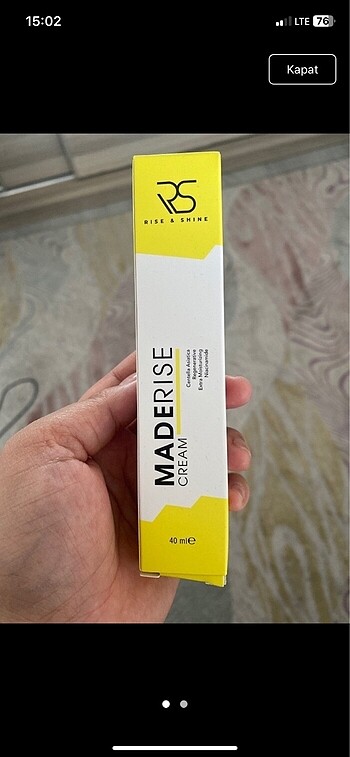 15:02
LTE 76
Kapat
RS
RISE & SHINE
MADERISE
CREAM
Centella Asiatica
Regenerative
Extra Moisturizing
Niacinamide
40 ml℮